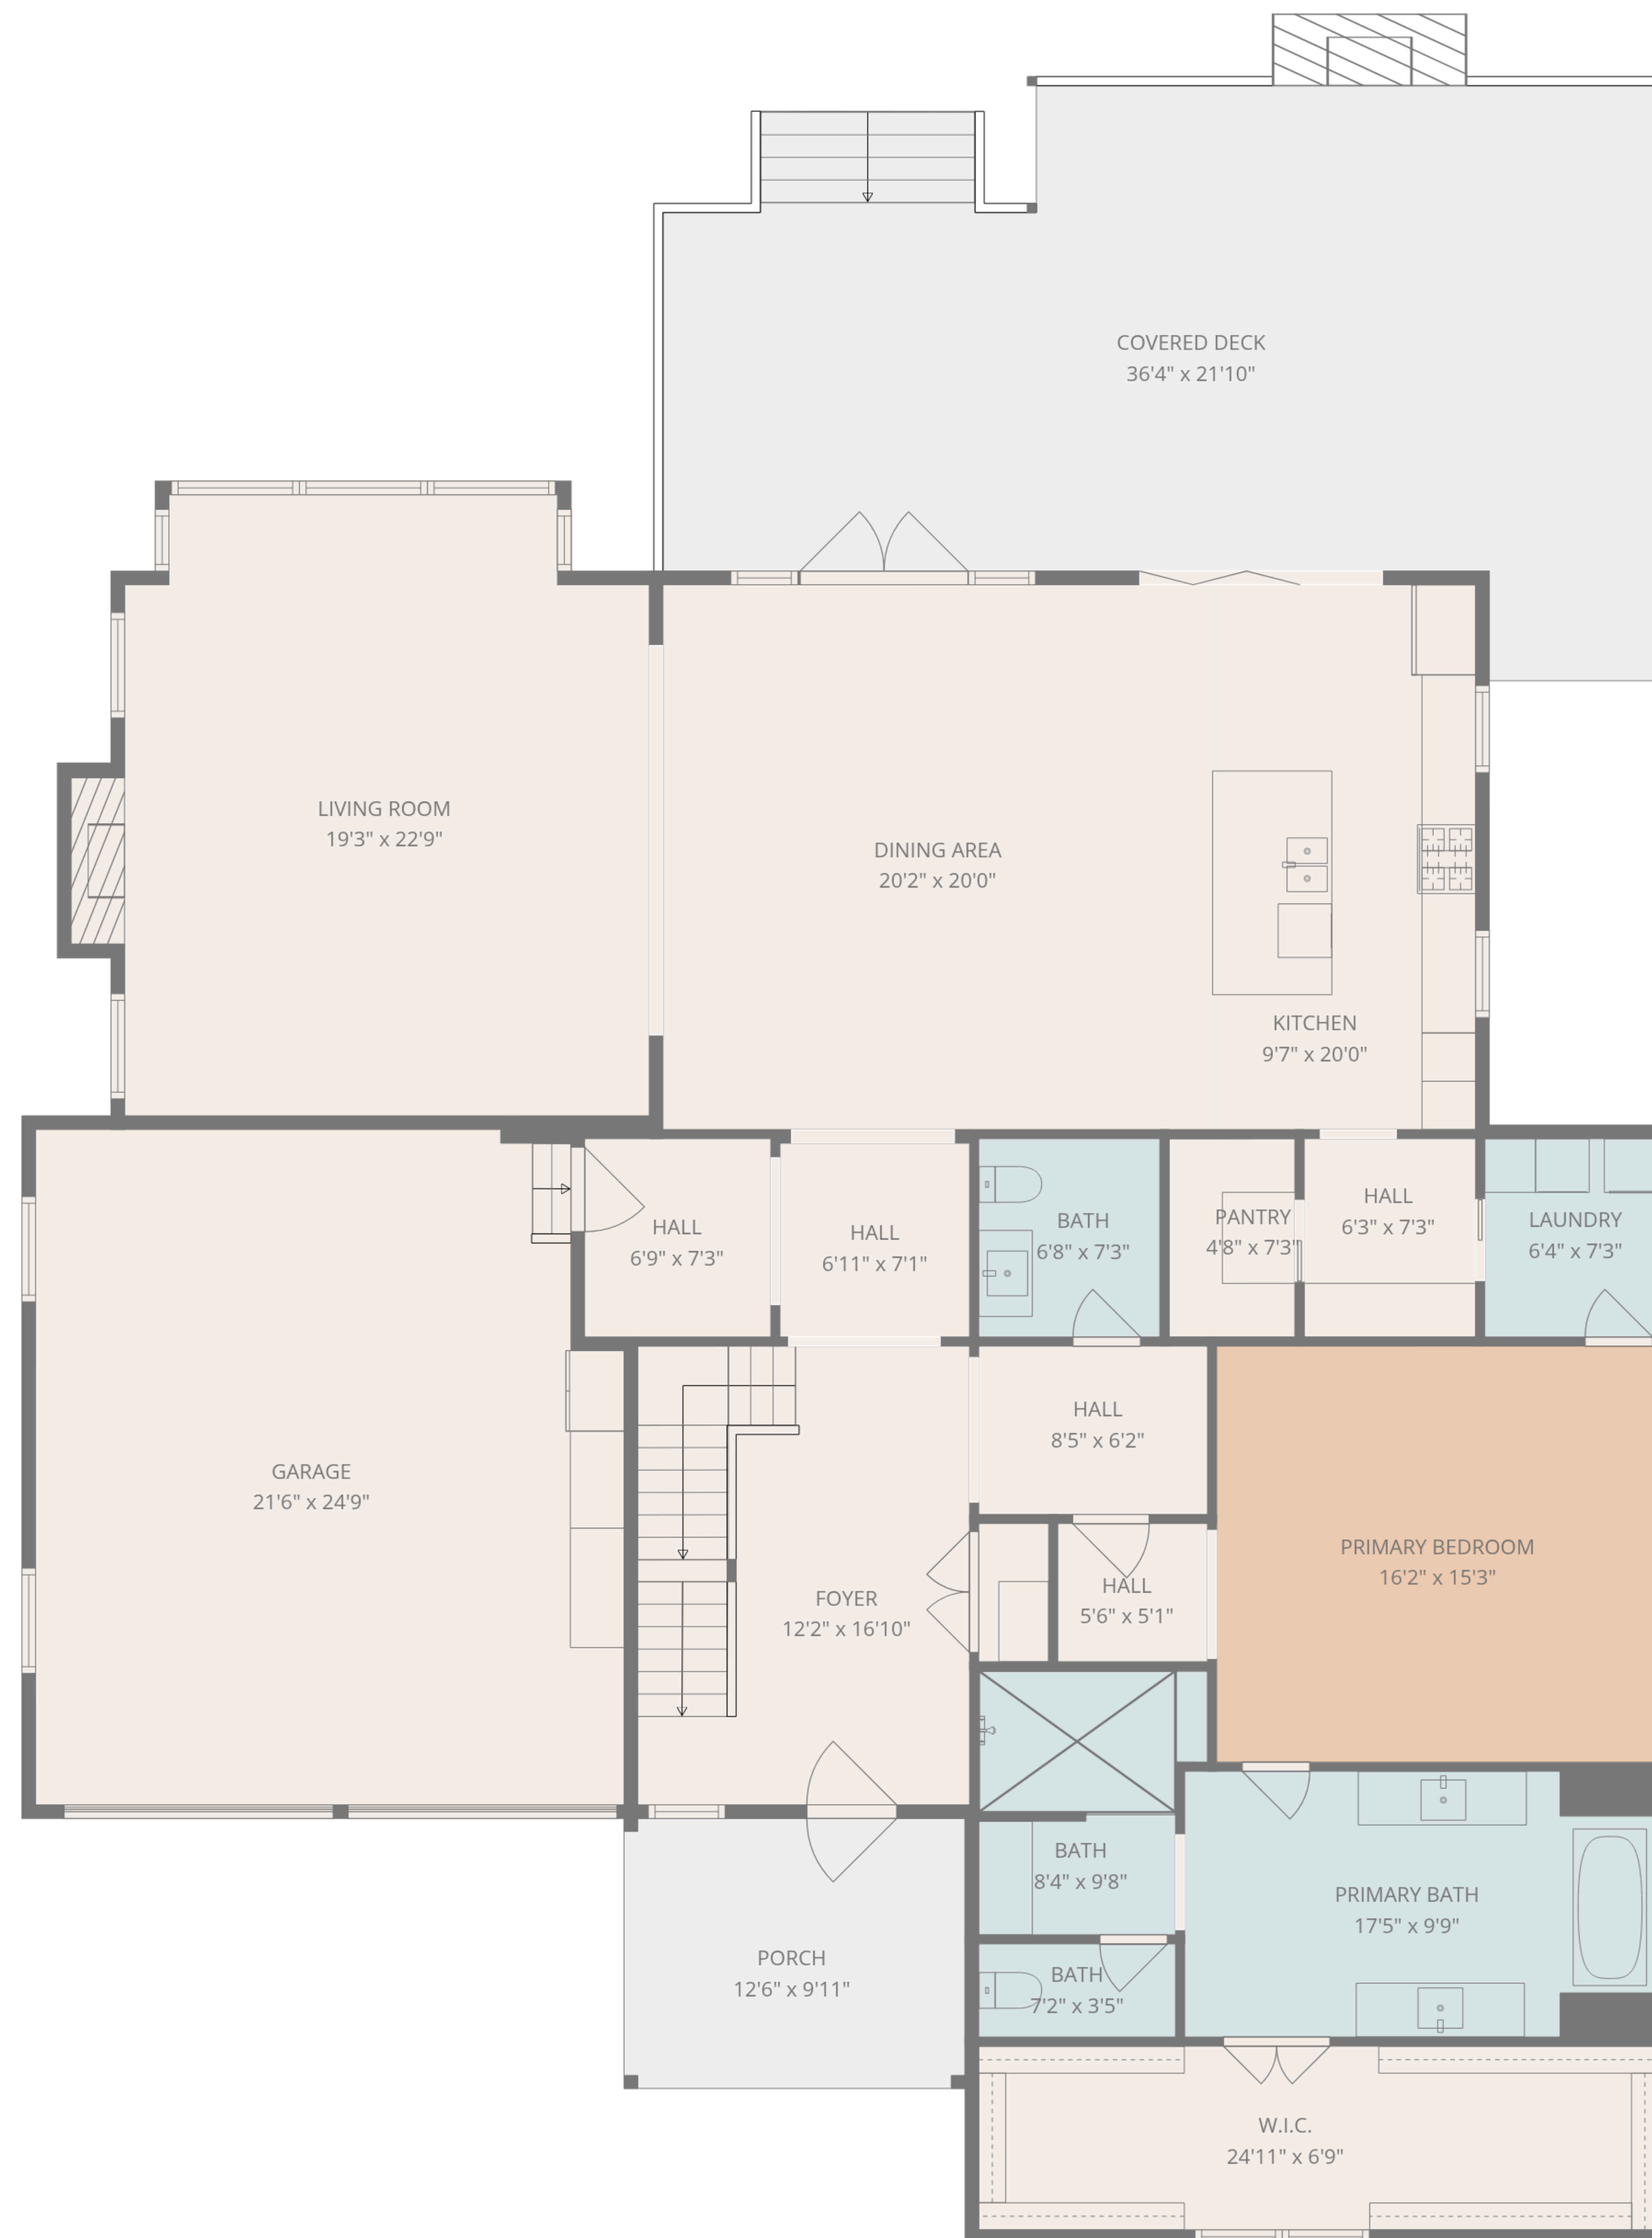 COVERED DECK
36'4" x 21'10"
LIVING ROOM
19'3" x 22'9"
DINING AREA
20'2" x 20'0"
KITCHEN
9'7" x 20'0"
HALL
6'9" x 7'3"
HALL
6'11" x 7'1"
BATH
6'8" x 7'3"
PANTRY
4'8" x 7'3"
HALL
6'3" x 7'3"
LAUNDRY
6'4" x 7'3"
HALL
8'5" x 6'2"
GARAGE
21'6" x 24'9"
FOYER
12'2" x 16'10"
HALL
5'6" x 5'1"
PRIMARY BEDROOM
16'2" x 15'3"
BATH
8'4" x 9'8"
PRIMARY BATH
17'5" x 9'9"
PORCH
12'6" x 9'11"
BATH
7'2" x 3'5"
W.I.C.
24'11" x 6'9"